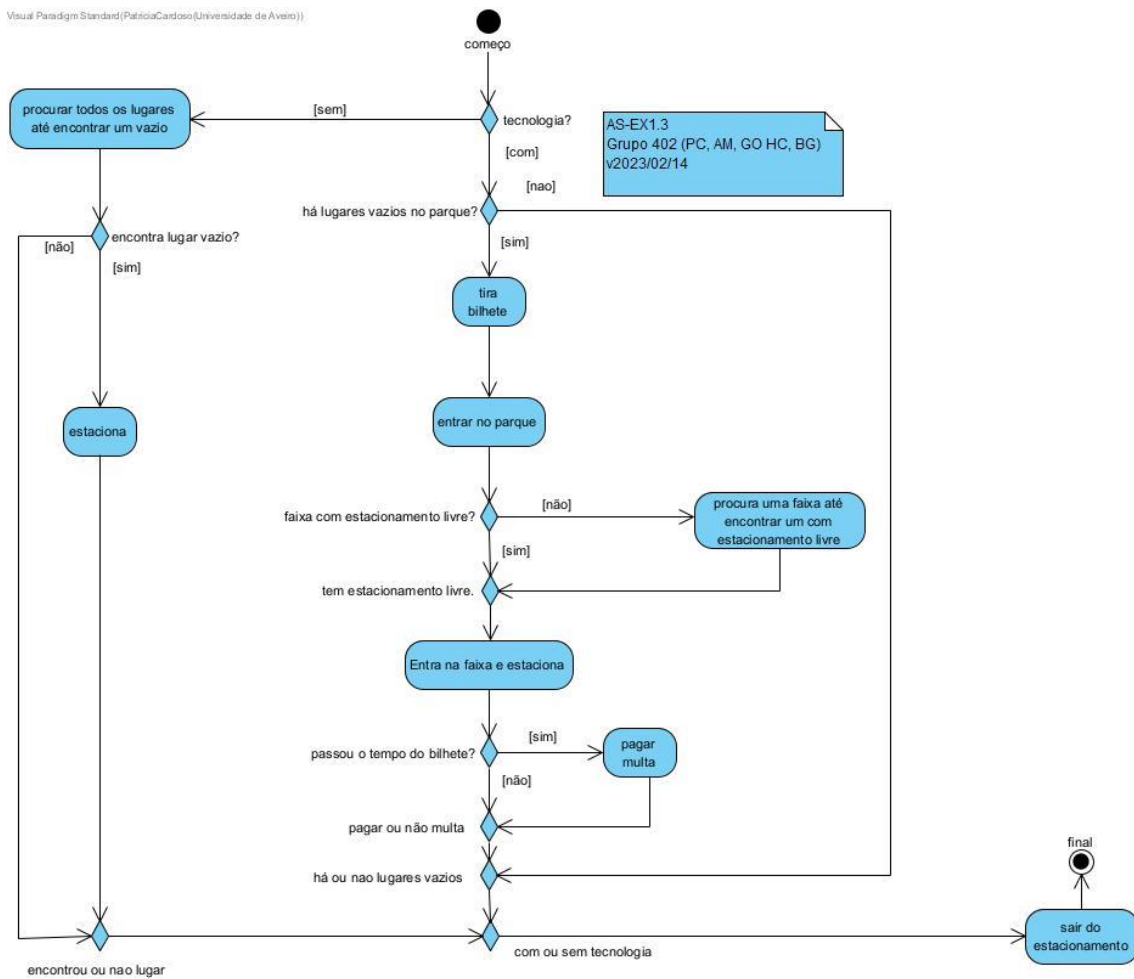 Visual Paradigm Standard(PatriciaCardoso(Universidade de Aveiro))
começo
procurar todos os lugares
até encontrar um vazio
[sem]
tecnologia?
[com]
AS-EX1.3
Grupo 402 (PC, AM, GO HC, BG)
v2023/02/14
[nao]
há lugares vazios no parque?
[não]
encontra lugar vazio?
[sim]
[sim]
tira
bilhete
estaciona
entrar no parque
faixa com estacionamento livre?
[não]
procura uma faixa até
encontrar um com
estacionamento livre
[sim]
tem estacionamento livre.
Entra na faixa e estaciona
passou o tempo do bilhete?
[sim]
pagar
multa
[não]
pagar ou não multa
há ou nao lugares vazios
final
sair do
estacionamento
com ou sem tecnologia
encontrou ou nao lugar